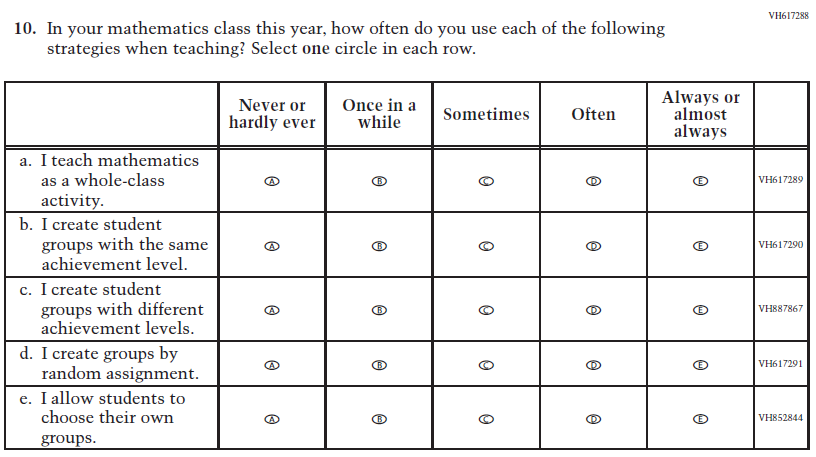 VH617288
10. In your mathematics class this year, how often do you use each of the following
strategies when teaching? Select one circle in each row.
Never or
hardly ever
Once in a
while
Sometimes
Often
Always or
almost
always
a. I teach mathematics
as a whole-class
activity.
A B C D E VH617289
b. I create student
groups with the same
achievement level.
A B C D E VH617290
c. I create student
groups with different
achievement levels.
A B C D E VH887867
d. I create groups by
random assignment.
A B C D E VH617291
e. I allow students to
choose their own
groups.
A B C D E VH852844